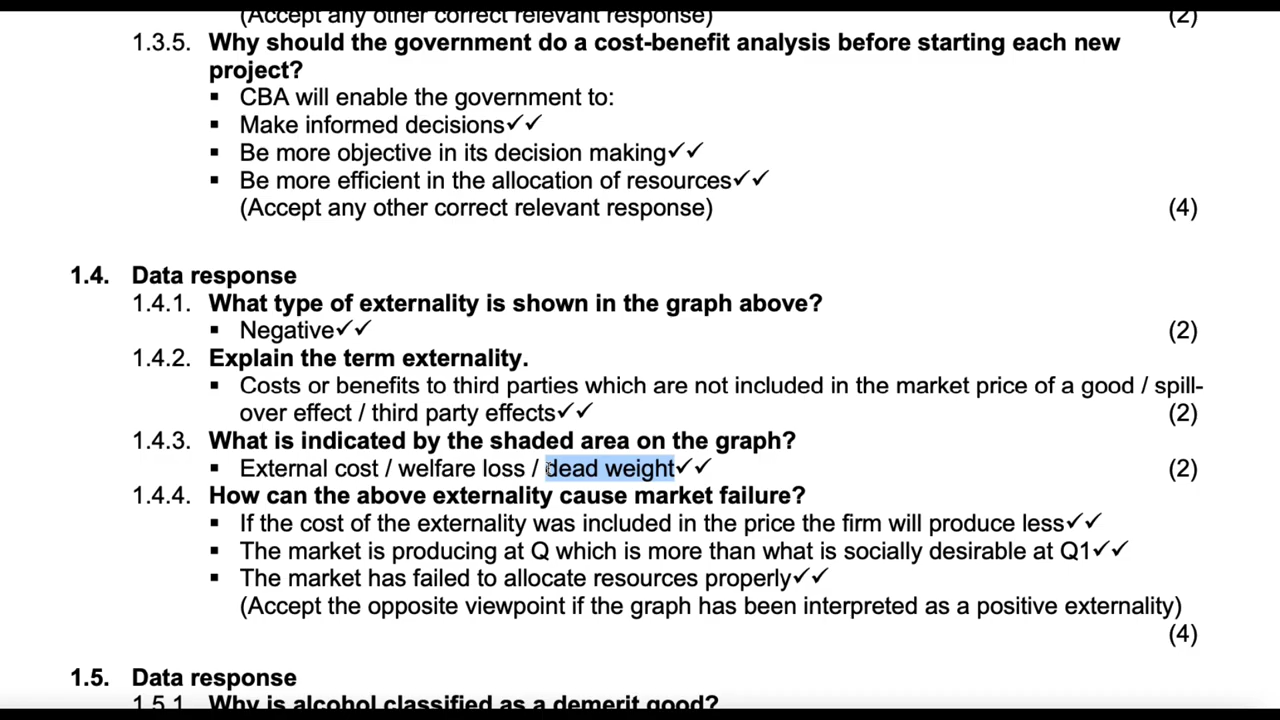 (Accept any other correct relevant response) (2)
1.3.5. Why should the government do a cost-benefit analysis before starting each new
project?
▪ CBA will enable the government to:
▪ Make informed decisions✓✓
▪ Be more objective in its decision making✓✓
▪ Be more efficient in the allocation of resources✓✓
(Accept any other correct relevant response) (4)
1.4. Data response
1.4.1. What type of externality is shown in the graph above?
▪ Negative✓✓ (2)
1.4.2. Explain the term externality.
▪ Costs or benefits to third parties which are not included in the market price of a good / spill-
over effect / third party effects✓✓ (2)
1.4.3. What is indicated by the shaded area on the graph?
▪ External cost / welfare loss / dead weight✓✓ (2)
1.4.4. How can the above externality cause market failure?
▪ If the cost of the externality was included in the price the firm will produce less✓✓
▪ The market is producing at Q which is more than what is socially desirable at Q1✓✓
▪ The market has failed to allocate resources properly✓✓
(Accept the opposite viewpoint if the graph has been interpreted as a positive externality)
(4)
1.5. Data response
1.5.1 Why is alcohol classified as a demerit good?